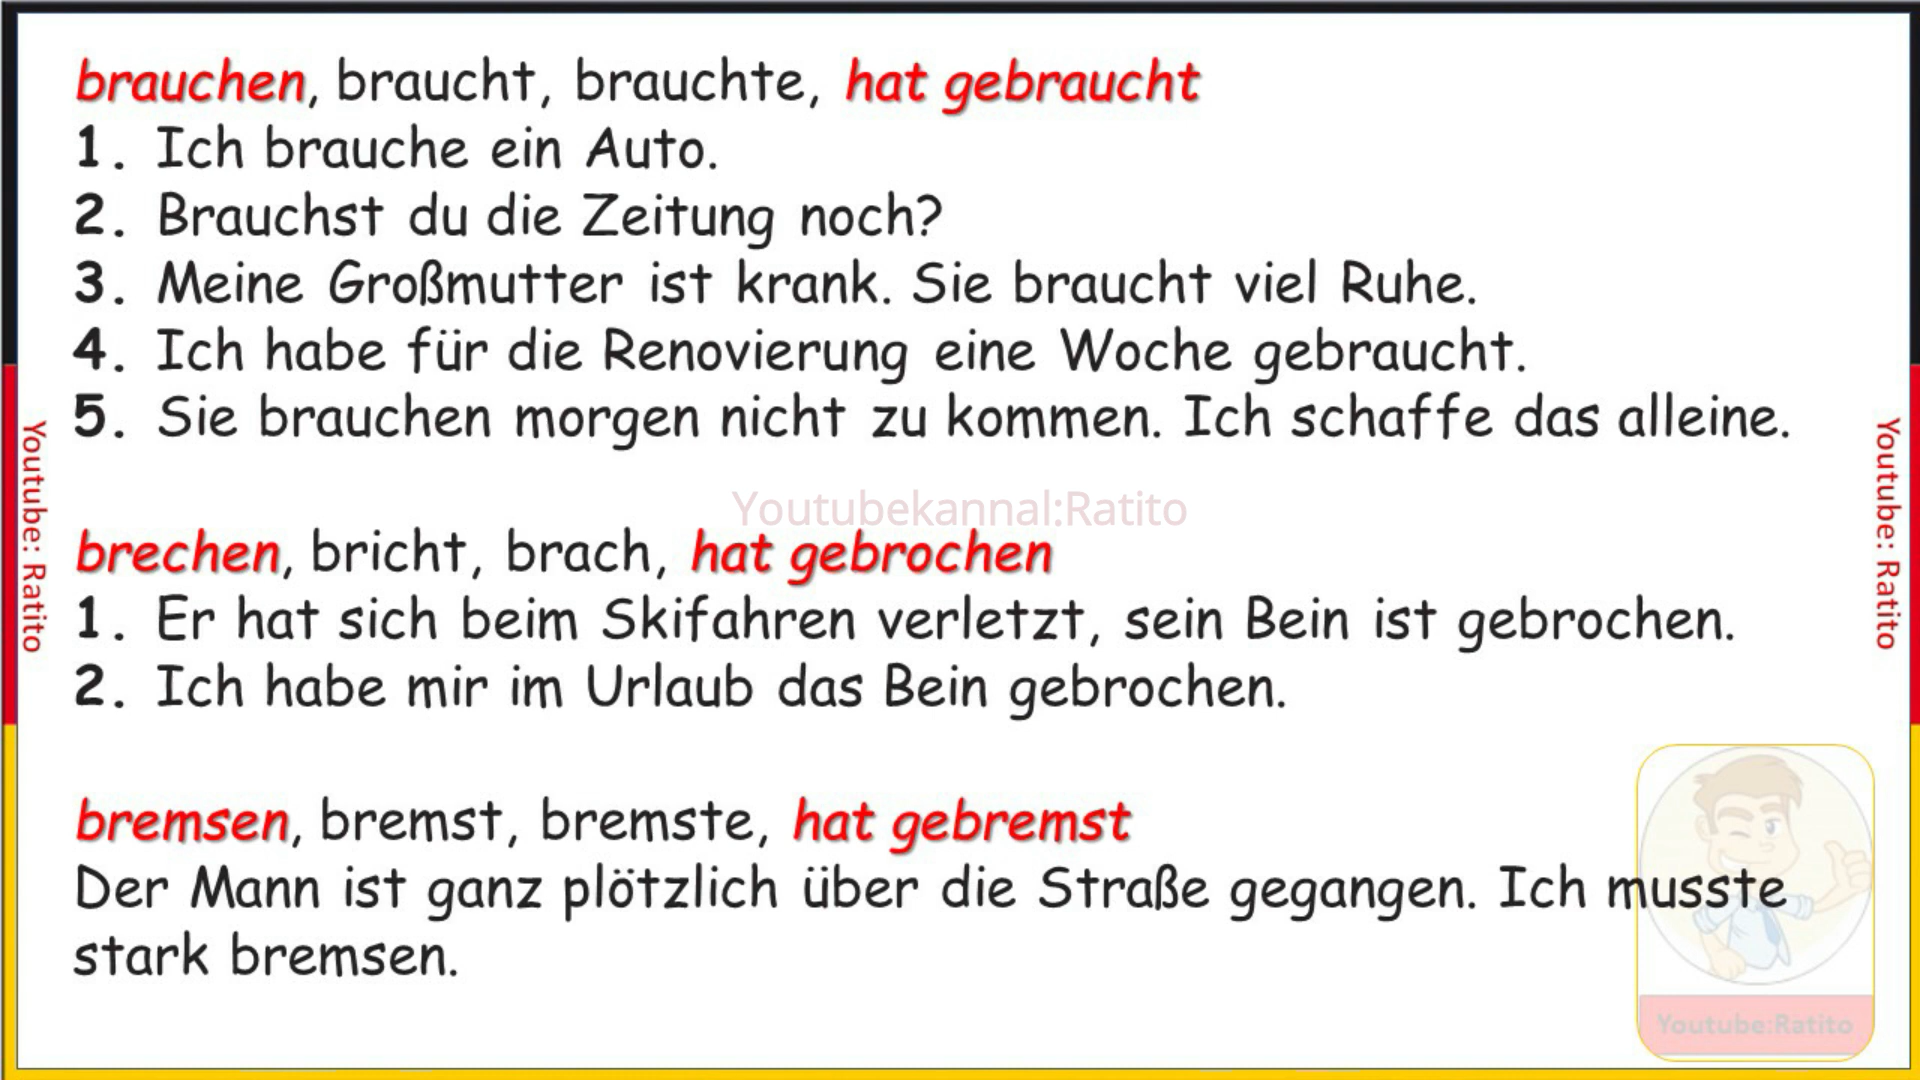 brauchen, braucht, brauchte, hat gebraucht
1. Ich brauche ein Auto.
2. Brauchst du die Zeitung noch?
3. Meine Großmutter ist krank. Sie braucht viel Ruhe.
4. Ich habe für die Renovierung eine Woche gebraucht.
5. Sie brauchen morgen nicht zu kommen. Ich schaffe das alleine.
Youtube: Ratito
Youtube: Ratito
Youtubekannal:Ratito
brechen, bricht, brach, hat gebrochen
1. Er hat sich beim Skifahren verletzt, sein Bein ist gebrochen.
2. Ich habe mir im Urlaub das Bein gebrochen.
bremsen, bremst, bremste, hat gebremst
Der Mann ist ganz plötzlich über die Straße gegangen. Ich musste
stark bremsen.
Youtube:Ratito